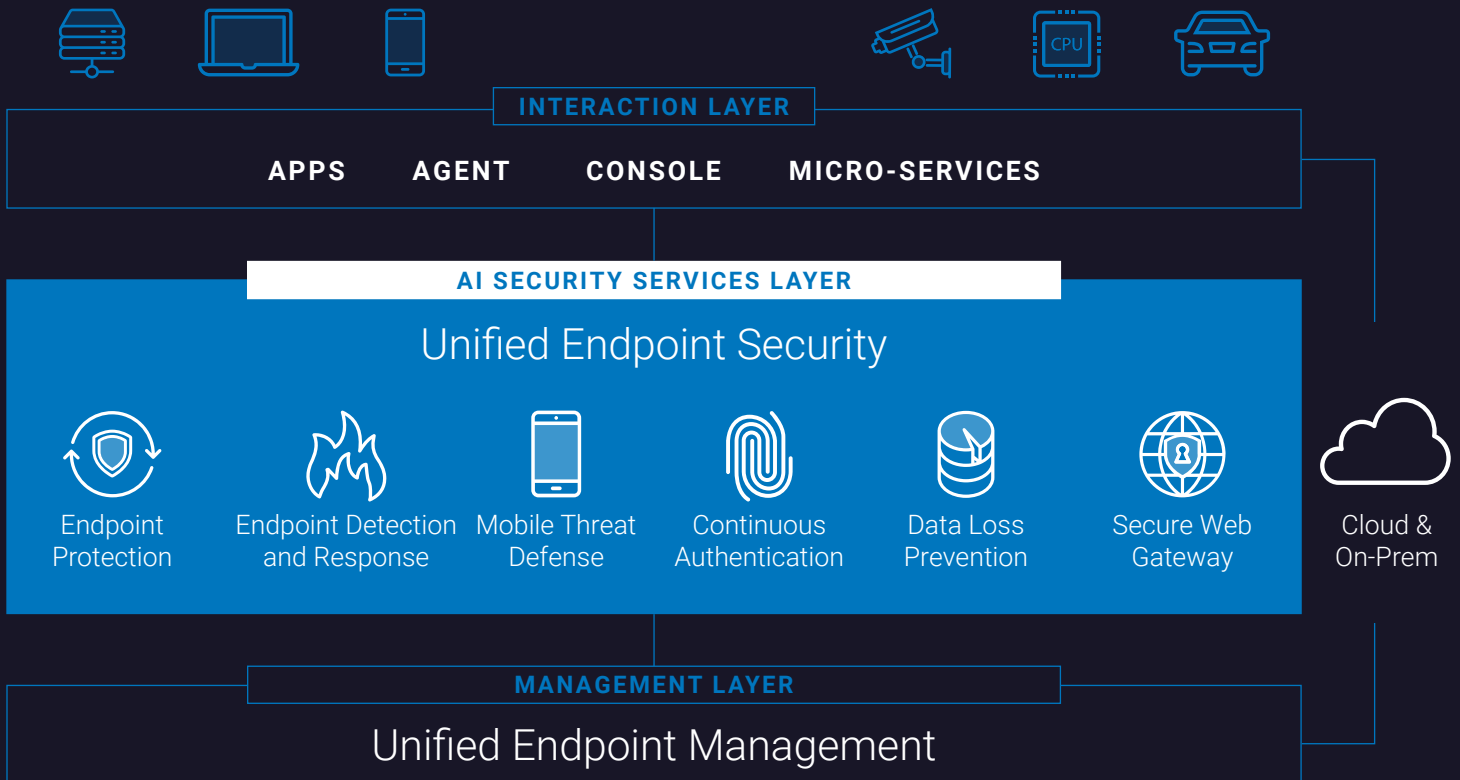 CPU
INTERACTION LAYER
APPS AGENT CONSOLE MICRO-SERVICES
AI SECURITY SERVICES LAYER
Unified Endpoint Security
Endpoint
Protection
Endpoint Detection
and Response
Mobile Threat
Defense
Continuous
Authentication
Data Loss
Prevention
Secure Web
Gateway
Cloud &
On-Prem
MANAGEMENT LAYER
Unified Endpoint Management